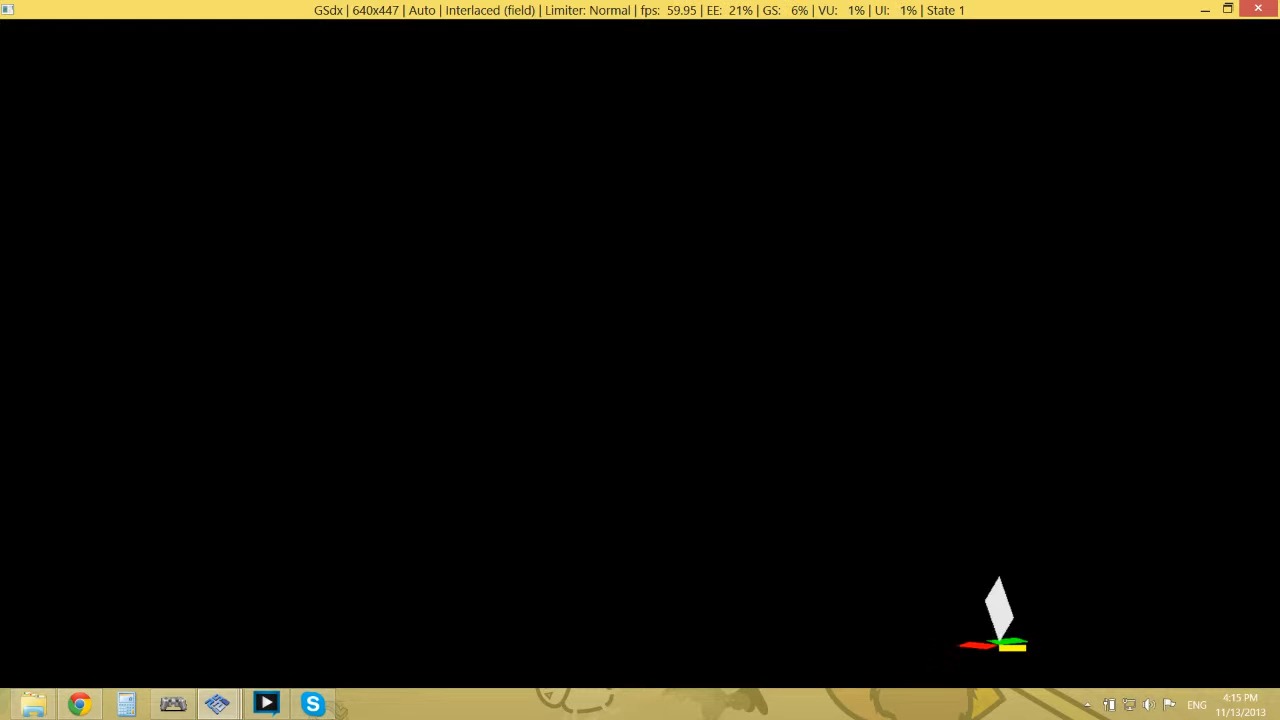 GSdx | 640x447 | Auto | Interlaced (field) | Limiter: Normal | fps: 59.95 | EE: 21% | GS: 6% | VU: 1% | UI: 1% | State 1
ENG
4:15 PM
11/13/2013